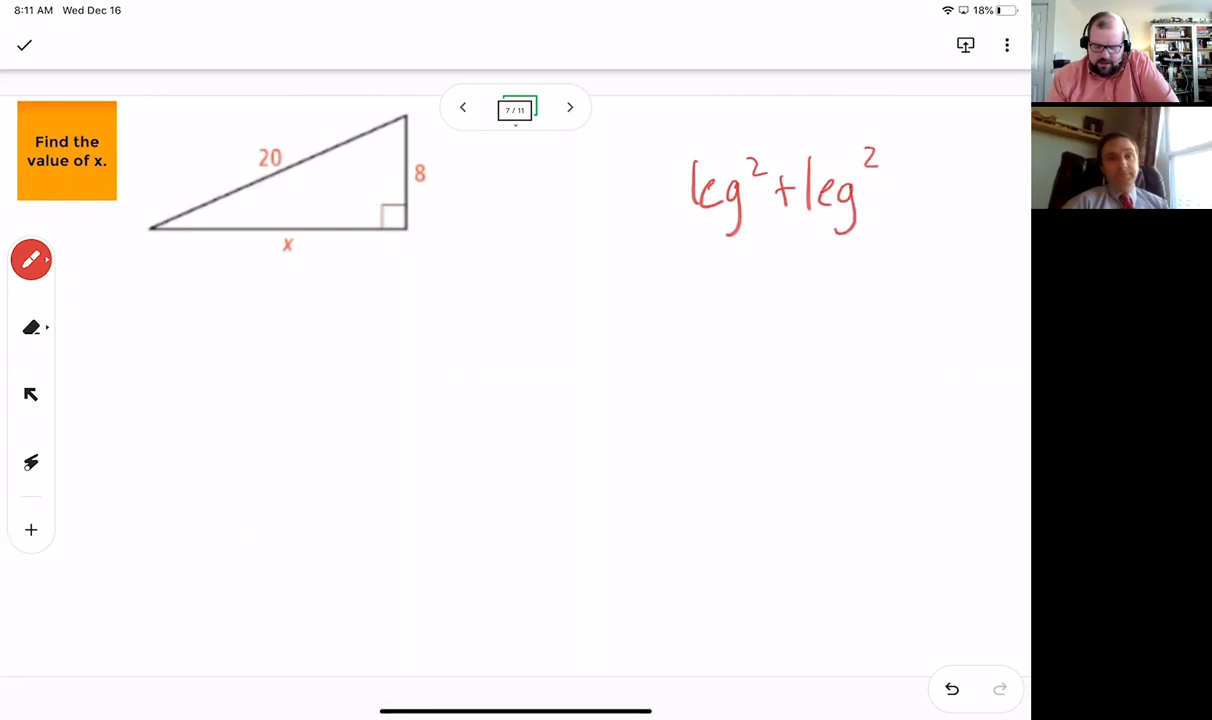 8:11 AM Wed Dec 16
18%
7 / 11
Find the
value of x.
20
8
x
leg² + leg²